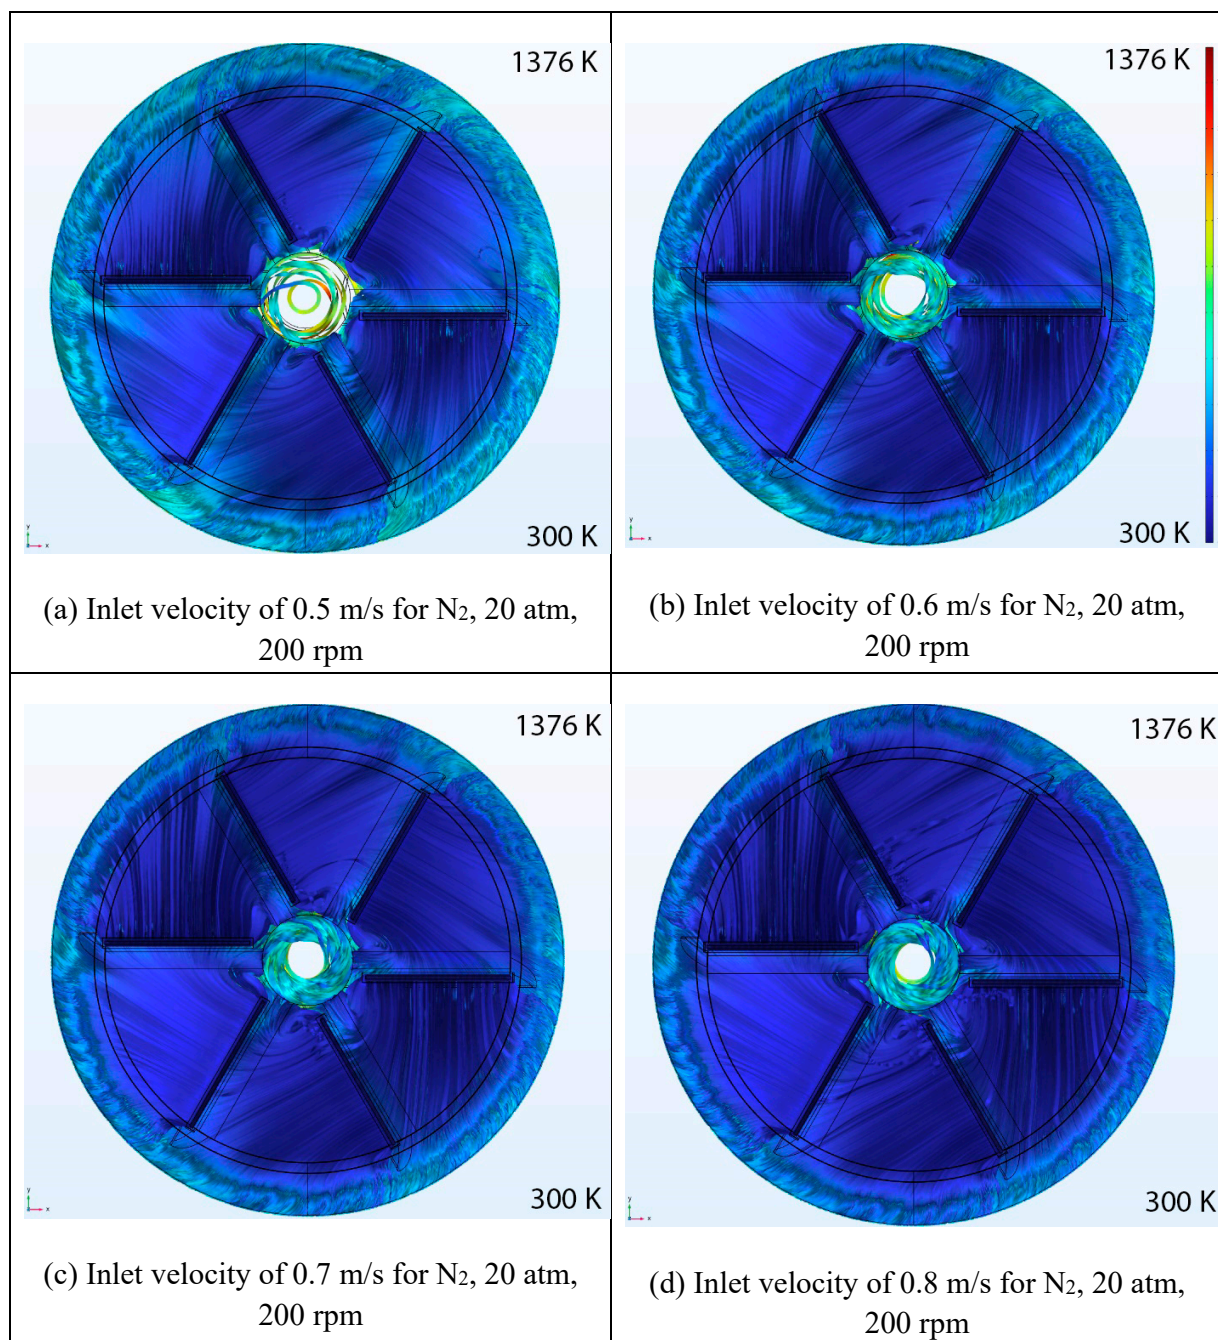 1376 K
300 K
y
x
(a) Inlet velocity of 0.5 m/s for N₂, 20 atm,
200 rpm
1376 K
300 K
y
x
(b) Inlet velocity of 0.6 m/s for N₂, 20 atm,
200 rpm
1376 K
300 K
y
x
(c) Inlet velocity of 0.7 m/s for N₂, 20 atm,
200 rpm
1376 K
300 K
y
x
(d) Inlet velocity of 0.8 m/s for N₂, 20 atm,
200 rpm